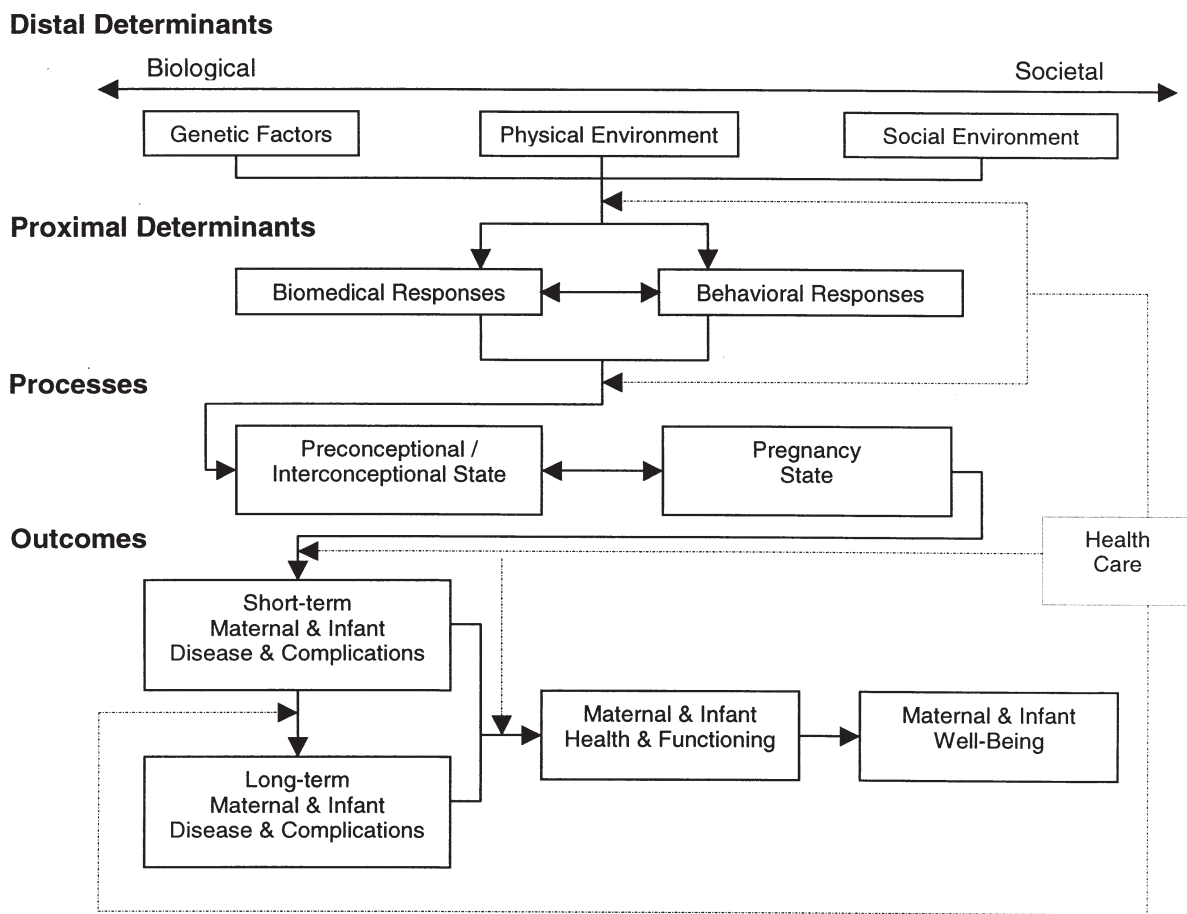 Distal Determinants
Biological
Societal
Genetic Factors
Physical Environment
Social Environment
Proximal Determinants
Biomedical Responses
Behavioral Responses
Processes
Preconceptional /
Interconceptional State
Pregnancy
State
Outcomes
Health
Care
Short-term
Maternal & Infant
Disease & Complications
Maternal & Infant
Health & Functioning
Maternal & Infant
Well-Being
Long-term
Maternal & Infant
Disease & Complications